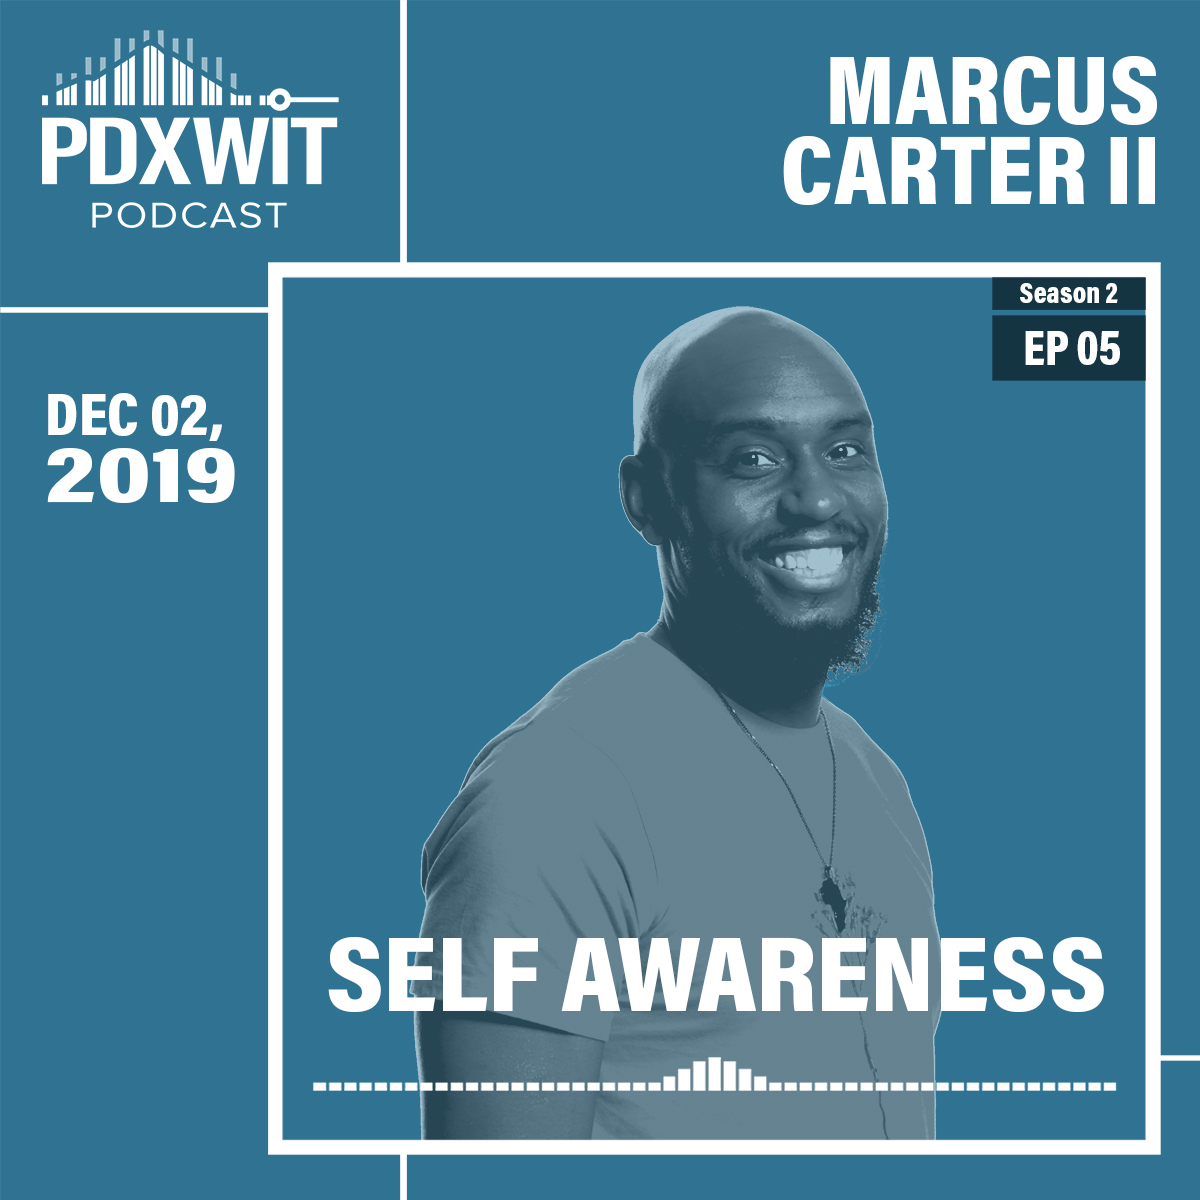 PDXWIT
PODCAST
MARCUS
CARTER II
Season 2
EP 05
DEC 02,
2019
SELF AWARENESS